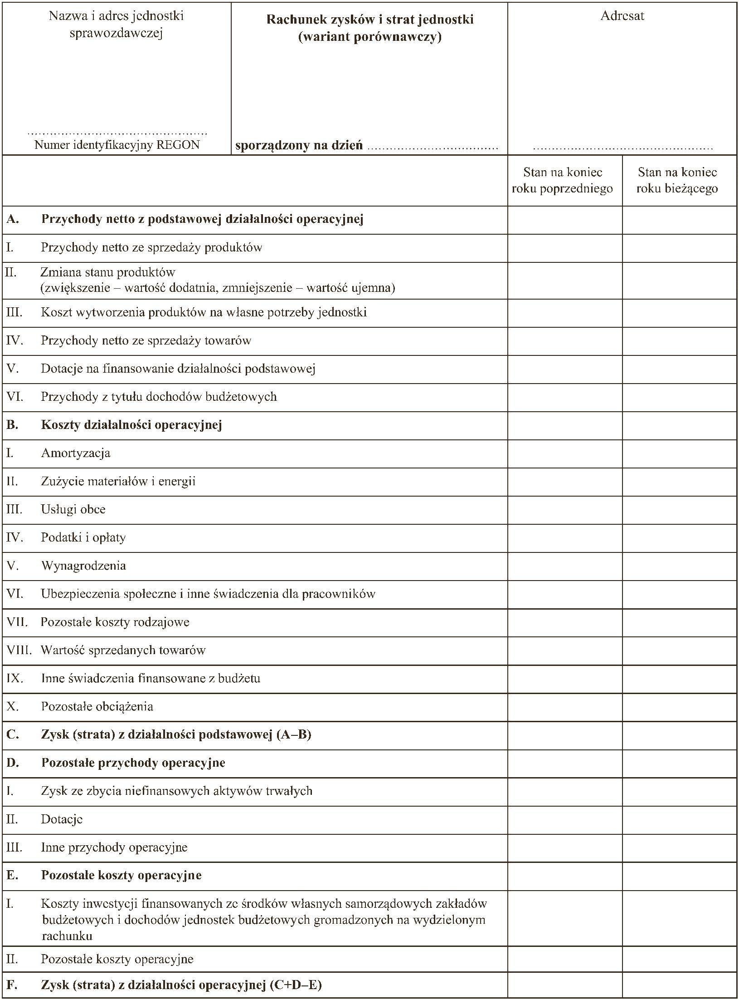 Nazwa i adres jednostki
sprawozdawczej
Numer identyfikacyjny REGON
Rachunek zysków i strat jednostki
(wariant porównawczy)
sporządzony na dzień ....................................
Adresat
Stan na koniec
roku poprzedniego
Stan na koniec
roku bieżącego
A. Przychody netto z podstawowej działalności operacyjnej
I. Przychody netto ze sprzedaży produktów
II. Zmiana stanu produktów
(zwiększenie – wartość dodatnia, zmniejszenie – wartość ujemna)
III. Koszt wytworzenia produktów na własne potrzeby jednostki
IV. Przychody netto ze sprzedaży towarów
V. Dotacje na finansowanie działalności podstawowej
VI. Przychody z tytułu dochodów budżetowych
B. Koszty działalności operacyjnej
I. Amortyzacja
II. Zużycie materiałów i energii
III. Usługi obce
IV. Podatki i opłaty
V. Wynagrodzenia
VI. Ubezpieczenia społeczne i inne świadczenia dla pracowników
VII. Pozostałe koszty rodzajowe
VIII. Wartość sprzedanych towarów
IX. Inne świadczenia finansowane z budżetu
X. Pozostałe obciążenia
C. Zysk (strata) z działalności podstawowej (A–B)
D. Pozostałe przychody operacyjne
I. Zysk ze zbycia niefinansowych aktywów trwałych
II. Dotacje
III. Inne przychody operacyjne
E. Pozostałe koszty operacyjne
I. Koszty inwestycji finansowanych ze środków własnych samorządowych zakładów
budżetowych i dochodów jednostek budżetowych gromadzonych na wydzielonym
rachunku
II. Pozostałe koszty operacyjne
F. Zysk (strata) z działalności operacyjnej (C+D–E)